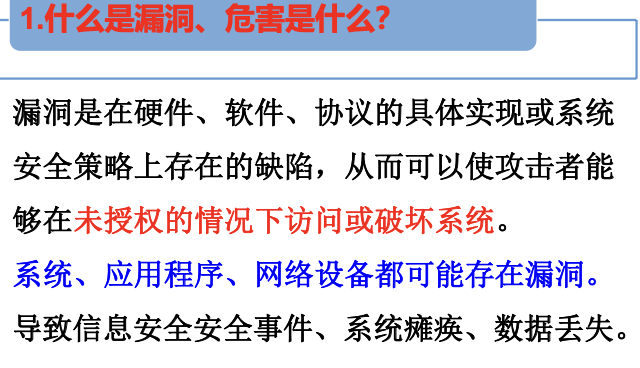 1.什么是漏洞、危害是什么？
漏洞是在硬件、软件、协议的具体实现或系统
安全策略上存在的缺陷，从而可以使攻击者能
够在未授权的情况下访问或破坏系统。
系统、应用程序、网络设备都可能存在漏洞。
导致信息安全安全事件、系统瘫痪、数据丢失。